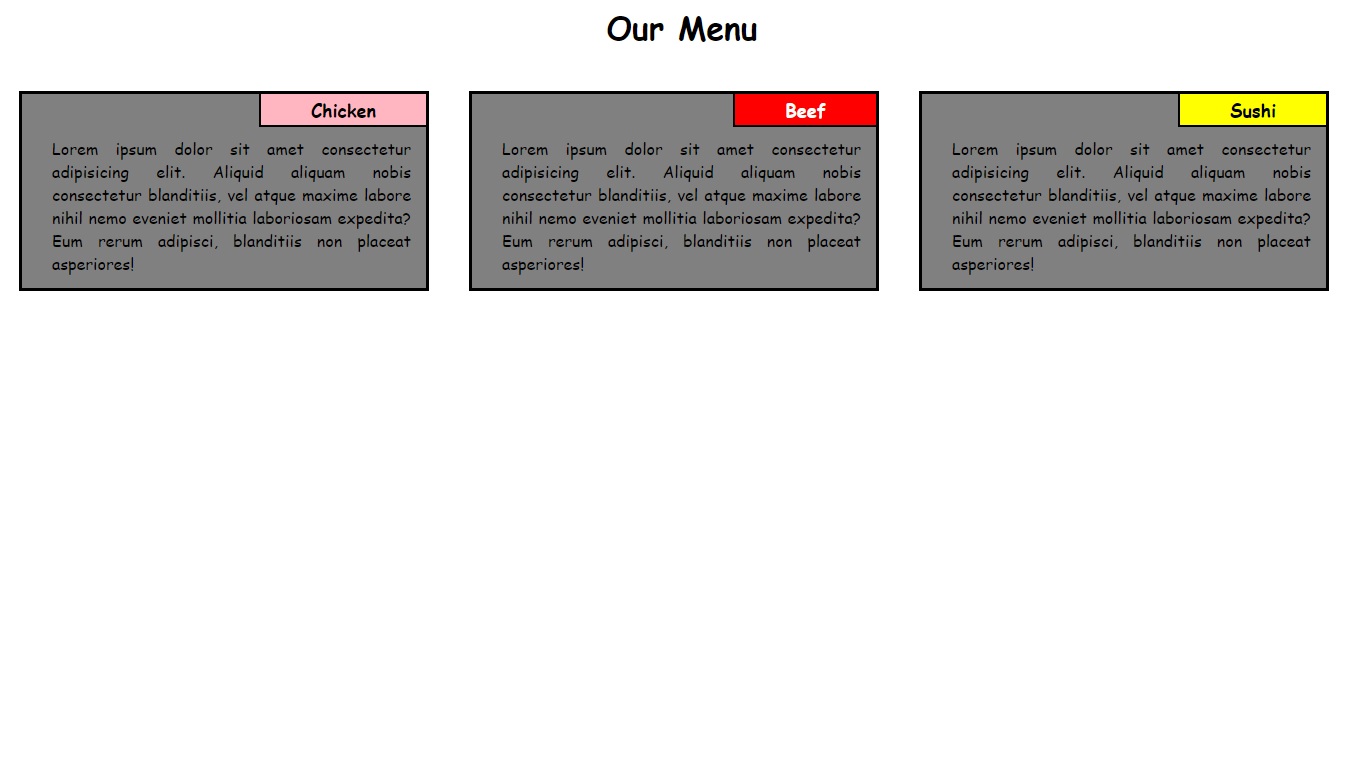 Our Menu
Chicken
Lorem ipsum dolor sit amet consectetur
adipisicing elit. Aliquid aliquam nobis
consectetur blanditiis, vel atque maxime labore
nihil nemo eveniet mollitia laboriosam expedita?
Eum rerum adipisci, blanditiis non placeat
asperiores!
Beef
Lorem ipsum dolor sit amet consectetur
adipisicing elit. Aliquid aliquam nobis
consectetur blanditiis, vel atque maxime labore
nihil nemo eveniet mollitia laboriosam expedita?
Eum rerum adipisci, blanditiis non placeat
asperiores!
Sushi
Lorem ipsum dolor sit amet consectetur
adipisicing elit. Aliquid aliquam nobis
consectetur blanditiis, vel atque maxime labore
nihil nemo eveniet mollitia laboriosam expedita?
Eum rerum adipisci, blanditiis non placeat
asperiores!